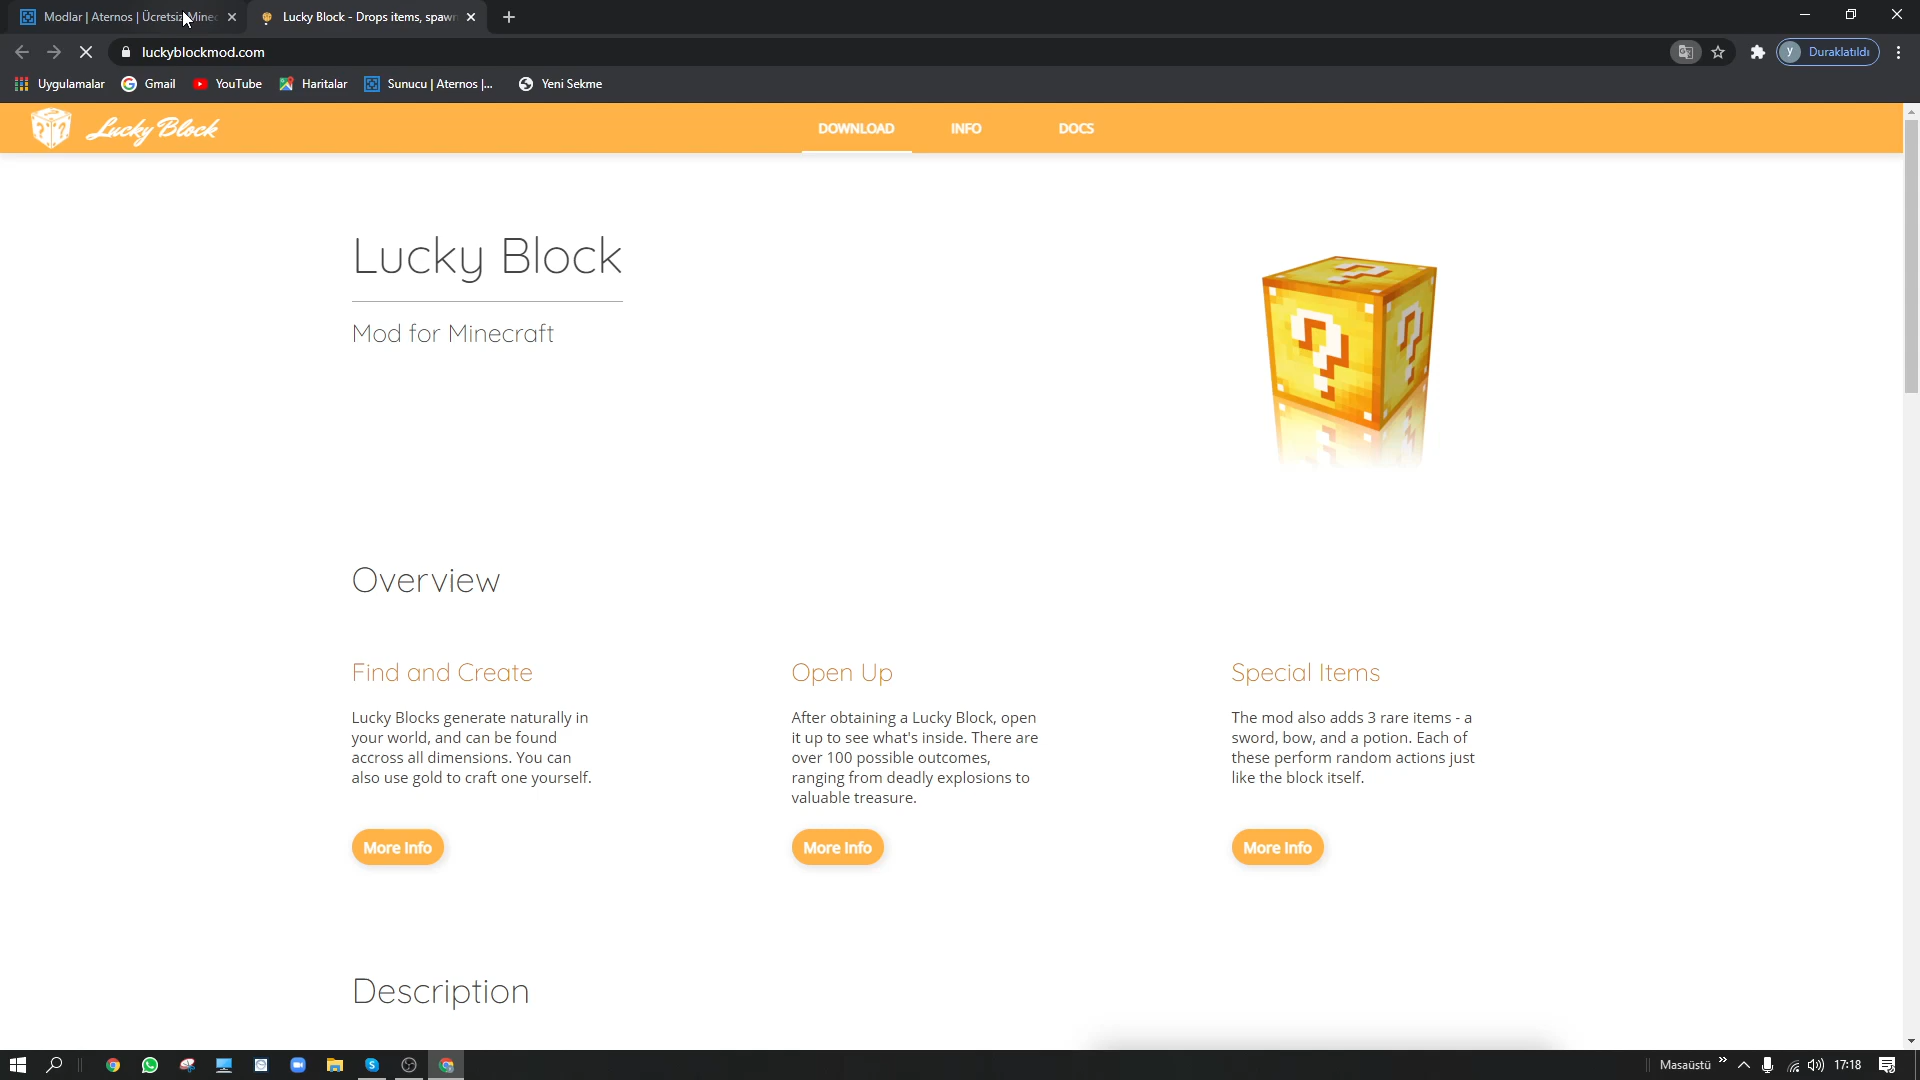 Modlar | Aternos | Ücretsiz Minec
Lucky Block - Drops items, spawn
luckyblockmod.com
y
Duraklatıldı
Uygulamalar
Gmail
YouTube
Haritalar
Sunucu | Aternos |...
Yeni Sekme
Lucky Block
DOWNLOAD
INFO
DOCS
Lucky Block
Mod for Minecraft
Overview
Find and Create
Lucky Blocks generate naturally in
your world, and can be found
accross all dimensions. You can
also use gold to craft one yourself.
More Info
Open Up
After obtaining a Lucky Block, open
it up to see what's inside. There are
over 100 possible outcomes,
ranging from deadly explosions to
valuable treasure.
More Info
Special Items
The mod also adds 3 rare items - a
sword, bow, and a potion. Each of
these perform random actions just
like the block itself.
More Info
Description
Masaüstü
17:18